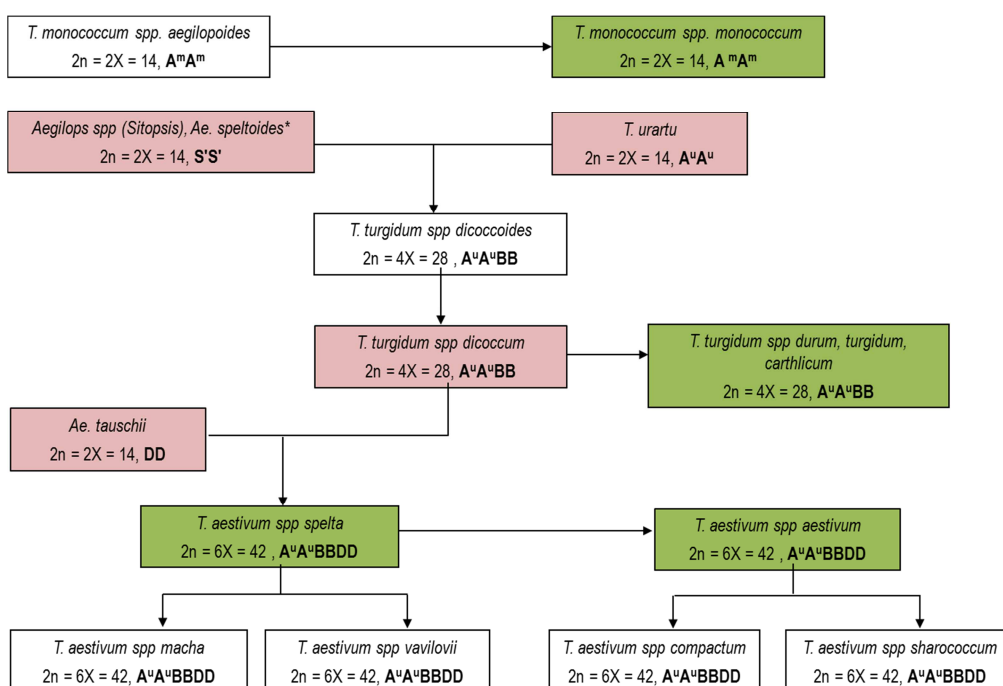 T. monococcum spp. aegilopoides
2n = 2X = 14, AᵐAᵐ
T. monococcum spp. monococcum
2n = 2X = 14, A ᵐAᵐ
Aegilops spp (Sitopsis), Ae. speltoides*
2n = 2X = 14, S'S'
T. urartu
2n = 2X = 14, AᵘAᵘ
T. turgidum spp dicoccoides
2n = 4X = 28 , AᵘAᵘBB
T. turgidum spp dicoccum
2n = 4X = 28, AᵘAᵘBB
T. turgidum spp durum, turgidum,
carthlicum
2n = 4X = 28, AᵘAᵘBB
Ae. tauschii
2n = 2X = 14, DD
T. aestivum spp spelta
2n = 6X = 42 , AᵘAᵘBBDD
T. aestivum spp aestivum
2n = 6X = 42 , AᵘAᵘBBDD
T. aestivum spp macha
2n = 6X = 42, AᵘAᵘBBDD
T. aestivum spp vavilovii
2n = 6X = 42, AᵘAᵘBBDD
T. aestivum spp compactum
2n = 6X = 42, AᵘAᵘBBDD
T. aestivum spp sharococcum
2n = 6X = 42, AᵘAᵘBBDD